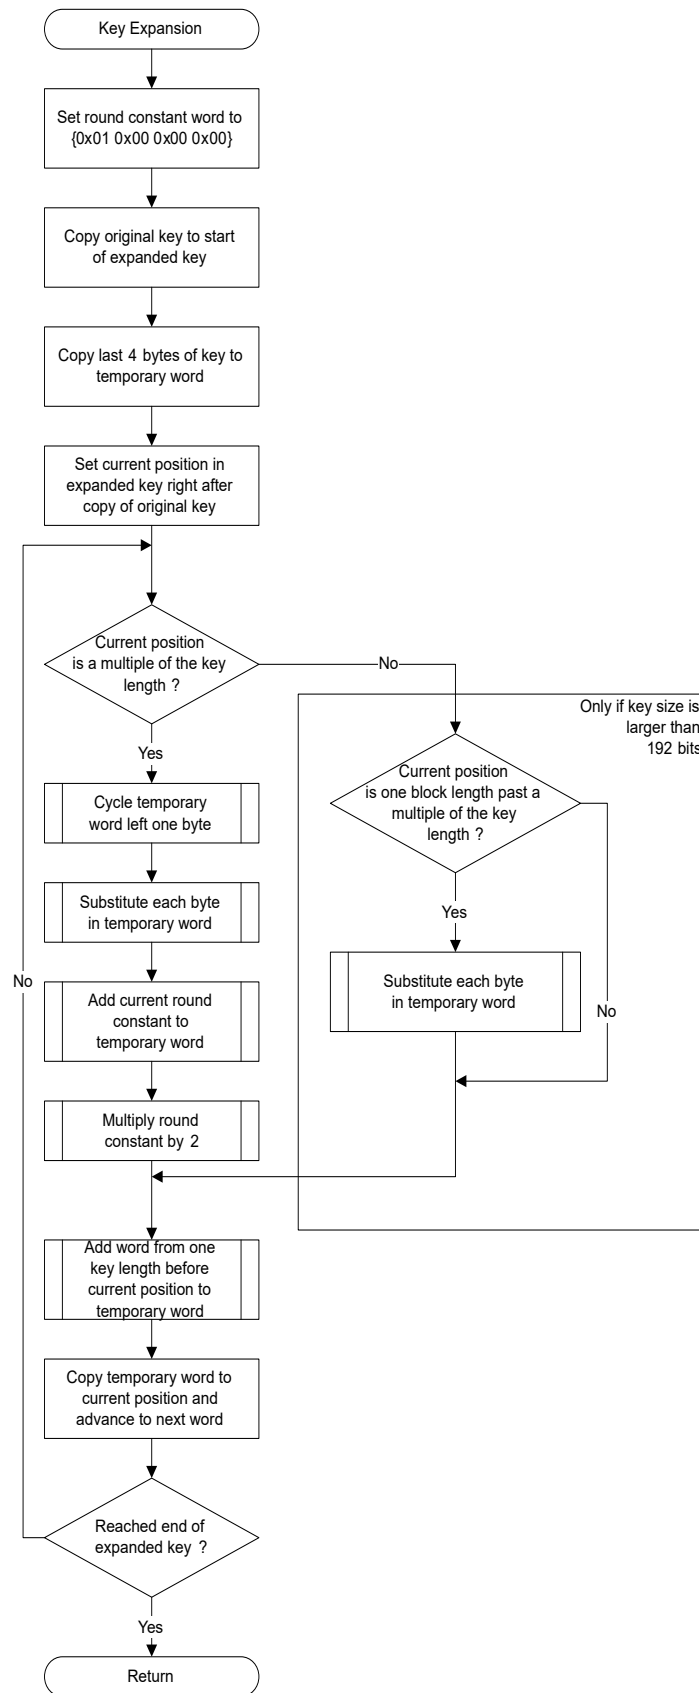 Key Expansion
Set round constant word to
{0x01 0x00 0x00 0x00}
Copy original key to start
of expanded key
Copy last 4 bytes of key to
temporary word
Set current position in
expanded key right after
copy of original key
Current position
is a multiple of the key
length ?
No
Yes
Only if key size is
larger than
192 bits
Current position
is one block length past a
multiple of the key
length ?
Cycle temporary
word left one byte
Substitute each byte
in temporary word
Yes
No
Add current round
constant to
temporary word
Substitute each byte
in temporary word
No
Multiply round
constant by 2
Add word from one
key length before
current position to
temporary word
Copy temporary word to
current position and
advance to next word
Reached end of
expanded key ?
Yes
Return